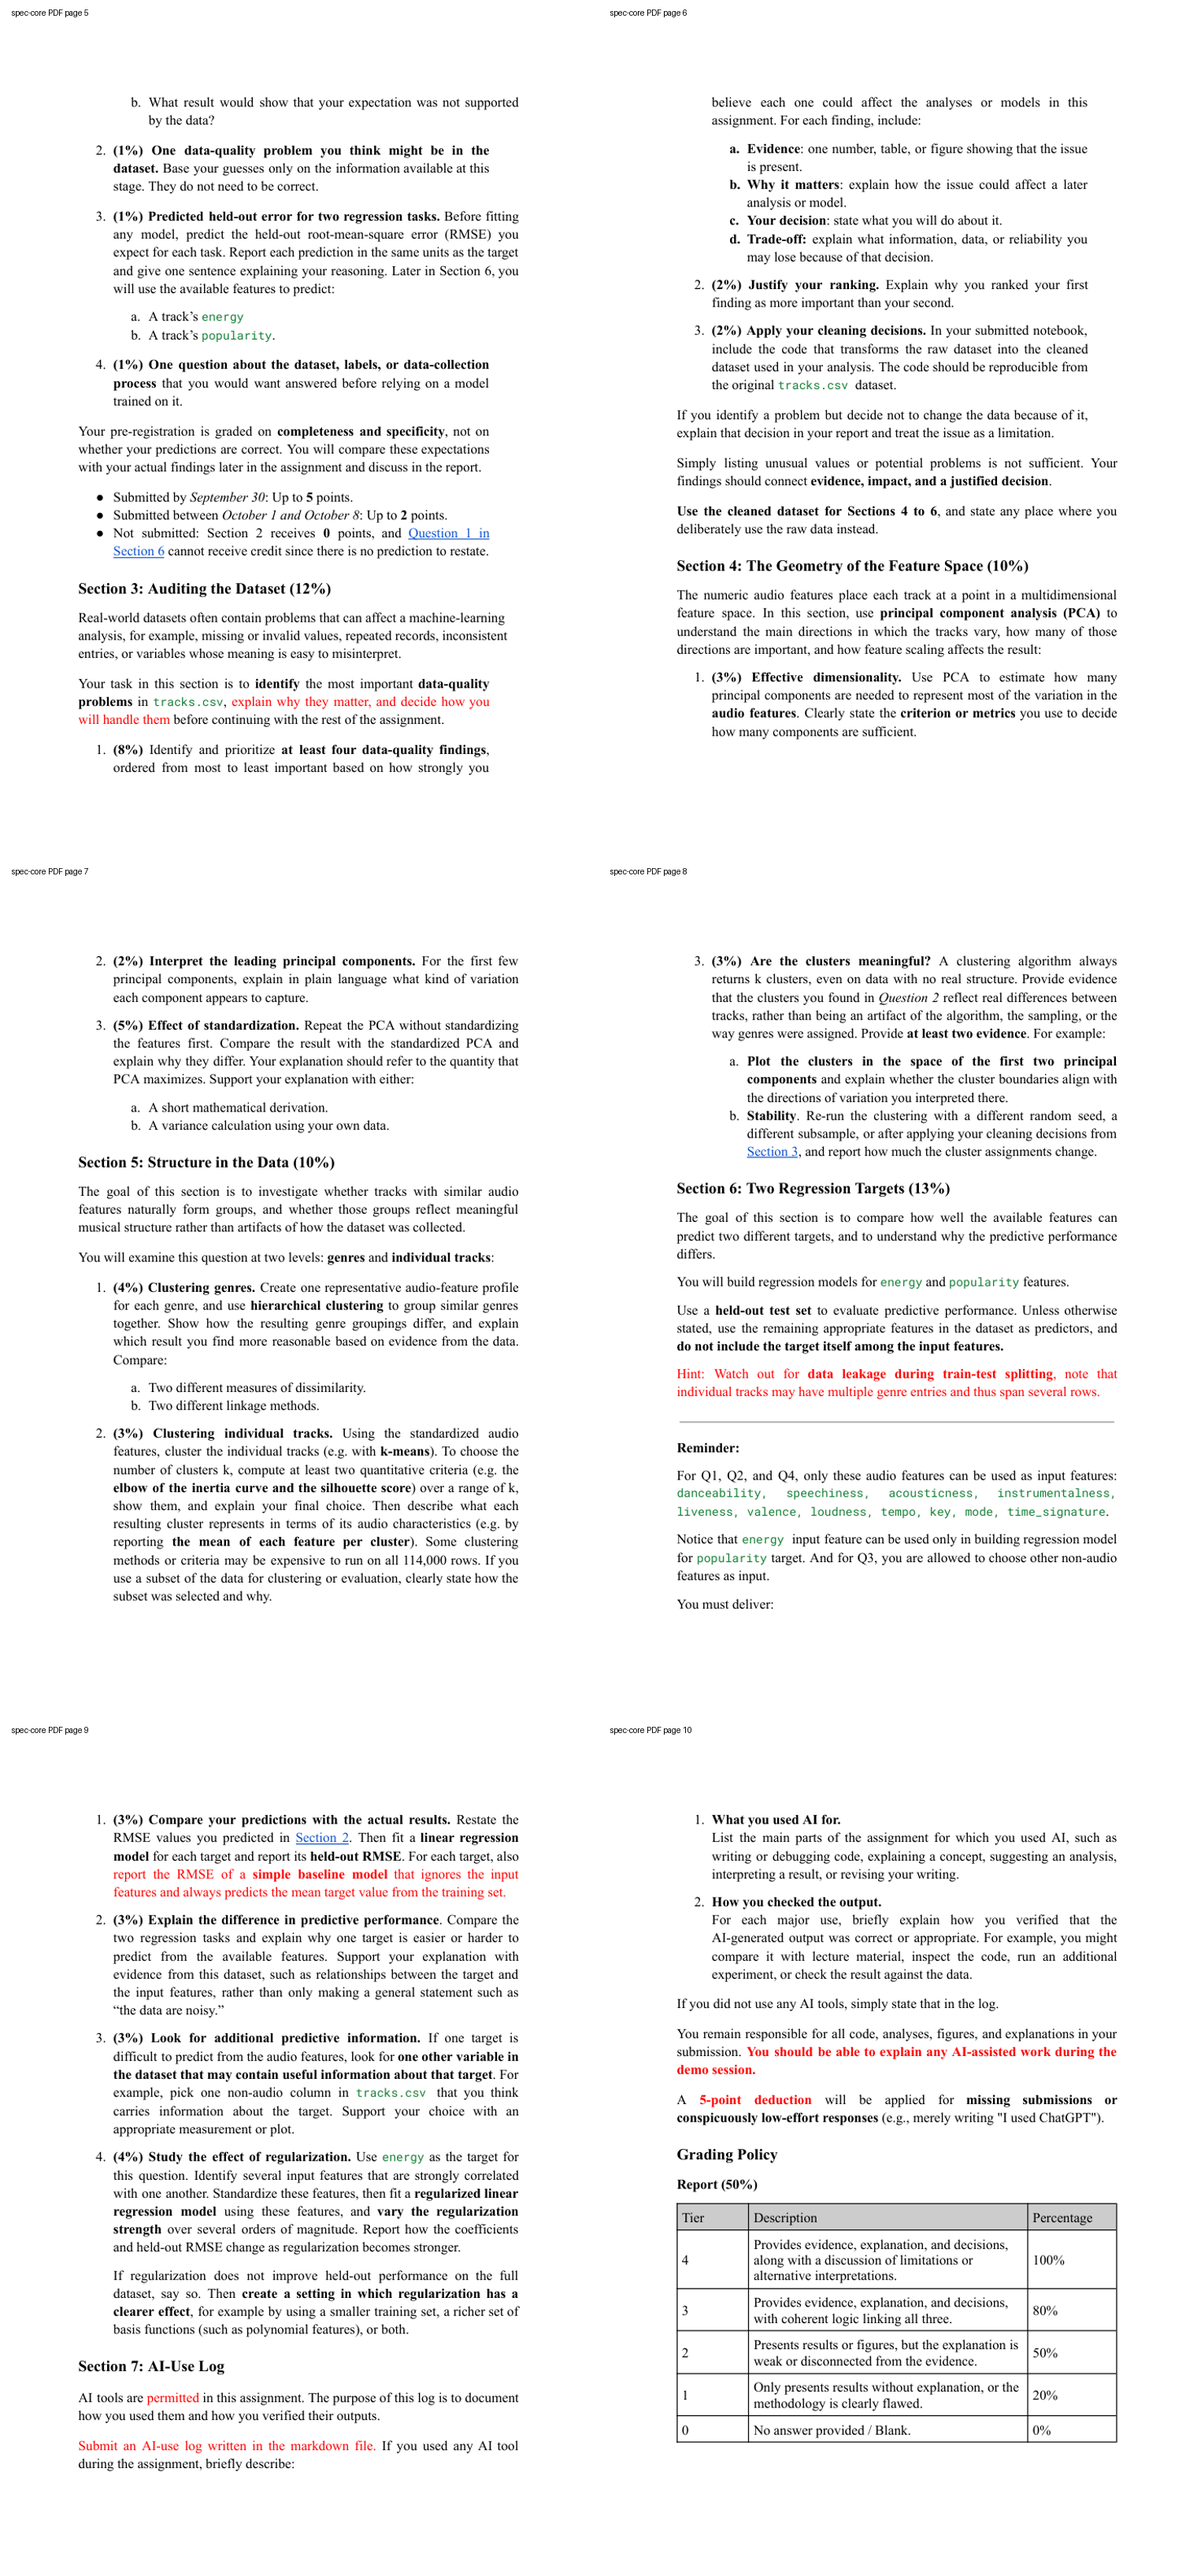 spec-core PDF page 5
b. What result would show that your expectation was not supported
by the data?
2. (1%) One data-quality problem you think might be in the
dataset. Base your guesses only on the information available at this
stage. They do not need to be correct.
3. (1%) Predicted held-out error for two regression tasks. Before fitting
any model, predict the held-out root-mean-square error (RMSE) you
expect for each task. Report each prediction in the same units as the target
and give one sentence explaining your reasoning. Later in Section 6, you
will use the available features to predict:
a. A track's energy
b. A track's popularity.
4. (1%) One question about the dataset, labels, or data-collection
process that you would want answered before relying on a model
trained on it.
Your pre-registration is graded on completeness and specificity, not on
whether your predictions are correct. You will compare these expectations
with your actual findings later in the assignment and discuss in the report.
● Submitted by September 30: Up to 5 points.
● Submitted between October 1 and October 8: Up to 2 points.
● Not submitted: Section 2 receives 0 points, and Question 1 in
Section 6 cannot receive credit since there is no prediction to restate.
Section 3: Auditing the Dataset (12%)
Real-world datasets often contain problems that can affect a machine-learning
analysis, for example, missing or invalid values, repeated records, inconsistent
entries, or variables whose meaning is easy to misinterpret.
Your task in this section is to identify the most important data-quality
problems in tracks.csv, explain why they matter, and decide how you
will handle them before continuing with the rest of the assignment.
1. (8%) Identify and prioritize at least four data-quality findings,
ordered from most to least important based on how strongly you
spec-core PDF page 6
believe each one could affect the analyses or models in this
assignment. For each finding, include:
a. Evidence: one number, table, or figure showing that the issue
is present.
b. Why it matters: explain how the issue could affect a later
analysis or model.
c. Your decision: state what you will do about it.
d. Trade-off: explain what information, data, or reliability you
may lose because of that decision.
2. (2%) Justify your ranking. Explain why you ranked your first
finding as more important than your second.
3. (2%) Apply your cleaning decisions. In your submitted notebook,
include the code that transforms the raw dataset into the cleaned
dataset used in your analysis. The code should be reproducible from
the original tracks.csv dataset.
If you identify a problem but decide not to change the data because of it,
explain that decision in your report and treat the issue as a limitation.
Simply listing unusual values or potential problems is not sufficient. Your
findings should connect evidence, impact, and a justified decision.
Use the cleaned dataset for Sections 4 to 6, and state any place where you
deliberately use the raw data instead.
Section 4: The Geometry of the Feature Space (10%)
The numeric audio features place each track at a point in a multidimensional
feature space. In this section, use principal component analysis (PCA) to
understand the main directions in which the tracks vary, how many of those
directions are important, and how feature scaling affects the result:
1. (3%) Effective dimensionality. Use PCA to estimate how many
principal components are needed to represent most of the variation in the
audio features. Clearly state the criterion or metrics you use to decide
how many components are sufficient.
spec-core PDF page 7
2. (2%) Interpret the leading principal components. For the first few
principal components, explain in plain language what kind of variation
each component appears to capture.
3. (5%) Effect of standardization. Repeat the PCA without standardizing
the features first. Compare the result with the standardized PCA and
explain why they differ. Your explanation should refer to the quantity that
PCA maximizes. Support your explanation with either:
a. A short mathematical derivation.
b. A variance calculation using your own data.
Section 5: Structure in the Data (10%)
The goal of this section is to investigate whether tracks with similar audio
features naturally form groups, and whether those groups reflect meaningful
musical structure rather than artifacts of how the dataset was collected.
You will examine this question at two levels: genres and individual tracks:
1. (4%) Clustering genres. Create one representative audio-feature profile
for each genre, and use hierarchical clustering to group similar genres
together. Show how the resulting genre groupings differ, and explain
which result you find more reasonable based on evidence from the data.
Compare:
a. Two different measures of dissimilarity.
b. Two different linkage methods.
2. (3%) Clustering individual tracks. Using the standardized audio
features, cluster the individual tracks (e.g. with k-means). To choose the
number of clusters k, compute at least two quantitative criteria (e.g. the
elbow of the inertia curve and the silhouette score) over a range of k,
show them, and explain your final choice. Then describe what each
resulting cluster represents in terms of its audio characteristics (e.g. by
reporting the mean of each feature per cluster). Some clustering
methods or criteria may be expensive to run on all 114,000 rows. If you
use a subset of the data for clustering or evaluation, clearly state how the
subset was selected and why.
spec-core PDF page 8
3. (3%) Are the clusters meaningful? A clustering algorithm always
returns k clusters, even on data with no real structure. Provide evidence
that the clusters you found in Question 2 reflect real differences between
tracks, rather than being an artifact of the algorithm, the sampling, or the
way genres were assigned. Provide at least two evidence. For example:
a. Plot the clusters in the space of the first two principal
components and explain whether the cluster boundaries align with
the directions of variation you interpreted there.
b. Stability. Re-run the clustering with a different random seed, a
different subsample, or after applying your cleaning decisions from
Section 3, and report how much the cluster assignments change.
Section 6: Two Regression Targets (13%)
The goal of this section is to compare how well the available features can
predict two different targets, and to understand why the predictive performance
differs.
You will build regression models for energy and popularity features.
Use a held-out test set to evaluate predictive performance. Unless otherwise
stated, use the remaining appropriate features in the dataset as predictors, and
do not include the target itself among the input features.
Hint: Watch out for data leakage during train-test splitting, note that
individual tracks may have multiple genre entries and thus span several rows.
Reminder:
For Q1, Q2, and Q4, only these audio features can be used as input features:
danceability, speechiness, acousticness, instrumentalness,
liveness, valence, loudness, tempo, key, mode, time_signature.
Notice that energy input feature can be used only in building regression model
for popularity target. And for Q3, you are allowed to choose other non-audio
features as input.
You must deliver:
spec-core PDF page 9
1. (3%) Compare your predictions with the actual results. Restate the
RMSE values you predicted in Section 2. Then fit a linear regression
model for each target and report its held-out RMSE. For each target, also
report the RMSE of a simple baseline model that ignores the input
features and always predicts the mean target value from the training set.
2. (3%) Explain the difference in predictive performance. Compare the
two regression tasks and explain why one target is easier or harder to
predict from the available features. Support your explanation with
evidence from this dataset, such as relationships between the target and
the input features, rather than only making a general statement such as
“the data are noisy.”
3. (3%) Look for additional predictive information. If one target is
difficult to predict from the audio features, look for one other variable in
the dataset that may contain useful information about that target. For
example, pick one non-audio column in tracks.csv that you think
carries information about the target. Support your choice with an
appropriate measurement or plot.
4. (4%) Study the effect of regularization. Use energy as the target for
this question. Identify several input features that are strongly correlated
with one another. Standardize these features, then fit a regularized linear
regression model using these features, and vary the regularization
strength over several orders of magnitude. Report how the coefficients
and held-out RMSE change as regularization becomes stronger.
If regularization does not improve held-out performance on the full
dataset, say so. Then create a setting in which regularization has a
clearer effect, for example by using a smaller training set, a richer set of
basis functions (such as polynomial features), or both.
Section 7: AI-Use Log
AI tools are permitted in this assignment. The purpose of this log is to document
how you used them and how you verified their outputs.
Submit an AI-use log written in the markdown file. If you used any AI tool
during the assignment, briefly describe:
spec-core PDF page 10
1. What you used AI for.
List the main parts of the assignment for which you used AI, such as
writing or debugging code, explaining a concept, suggesting an analysis,
interpreting a result, or revising your writing.
2. How you checked the output.
For each major use, briefly explain how you verified that the
AI-generated output was correct or appropriate. For example, you might
compare it with lecture material, inspect the code, run an additional
experiment, or check the result against the data.
If you did not use any AI tools, simply state that in the log.
You remain responsible for all code, analyses, figures, and explanations in your
submission. You should be able to explain any AI-assisted work during the
demo session.
A 5-point deduction will be applied for missing submissions or
conspicuously low-effort responses (e.g., merely writing "I used ChatGPT").
Grading Policy
Report (50%)
Tier Description Percentage
4 Provides evidence, explanation, and decisions,
along with a discussion of limitations or
alternative interpretations. 100%
3 Provides evidence, explanation, and decisions,
with coherent logic linking all three. 80%
2 Presents results or figures, but the explanation is
weak or disconnected from the evidence. 50%
1 Only presents results without explanation, or the
methodology is clearly flawed. 20%
0 No answer provided / Blank. 0%